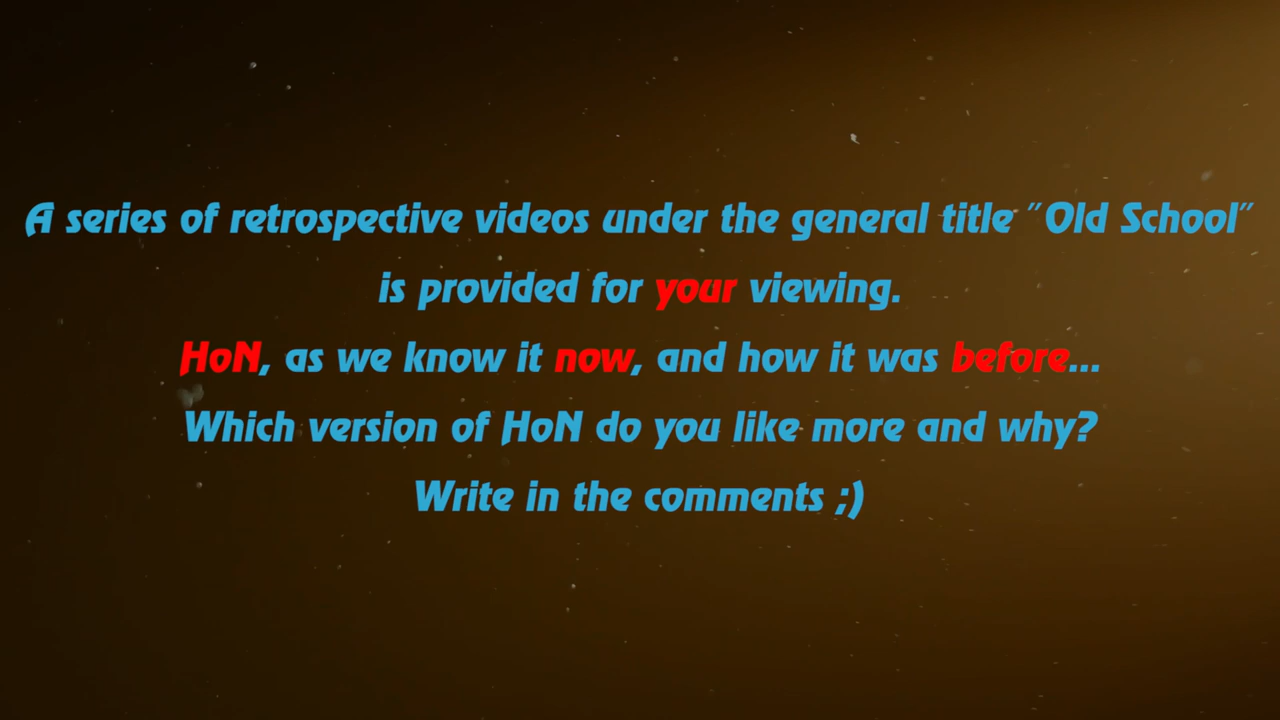 A series of retrospective videos under the general title "Old School"
is provided for your viewing.
HoN, as we know it now, and how it was before...
Which version of HoN do you like more and why?
Write in the comments ;)